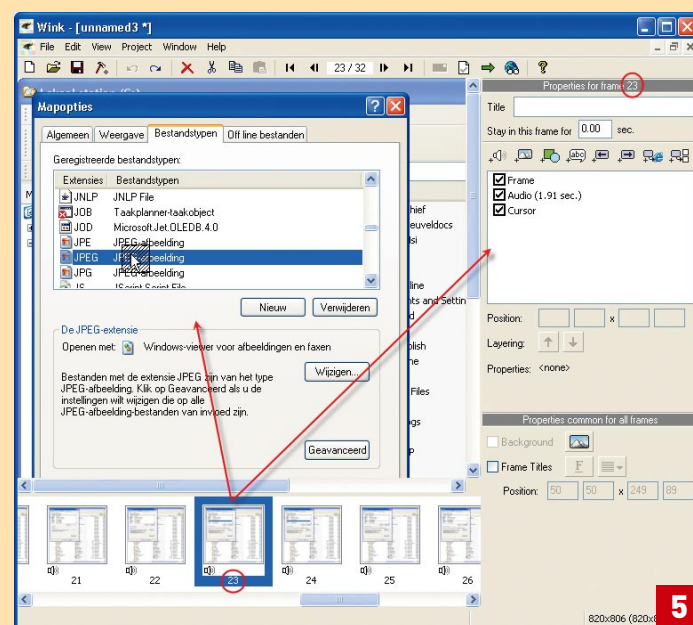 Wink - [unnamed3 *]
File Edit View Project Window Help
23 / 32
Properties for frame 23
Mapopties
Title
Algemeen Weergave Bestandstypen Off line bestanden
Stay in this frame for 0.00 sec.
Geregistreerde bestandstypen:
Extensies Bestandstypen
JNLP JNLP File
JOB Taakplanner-taakobject
JOD Microsoft.Jet.OLEDB.4.0
JPE JPEG-afbeelding
JPEG JPEG-afbeelding
JPG JPEG-afbeelding
JS JScript Script File
Frame
Audio (1.91 sec.)
Cursor
Nieuw Verwijderen
De JPEG-extensie
Openen met: Windows-viewer voor afbeeldingen en faxen
Wijzigen...
Bestanden met de extensie JPEG zijn van het type
JPEG-afbeelding. Klik op Geavanceerd als u de
instellingen wilt wijzigen die op alle
JPEG-afbeelding-bestanden van invloed zijn.
Geavanceerd
Position: x
Layering:
Properties: <none>
Properties common for all frames
Background
Frame Titles F
Position: 50 50 x 249 89
21 22 23 24 25 26
820x806
5